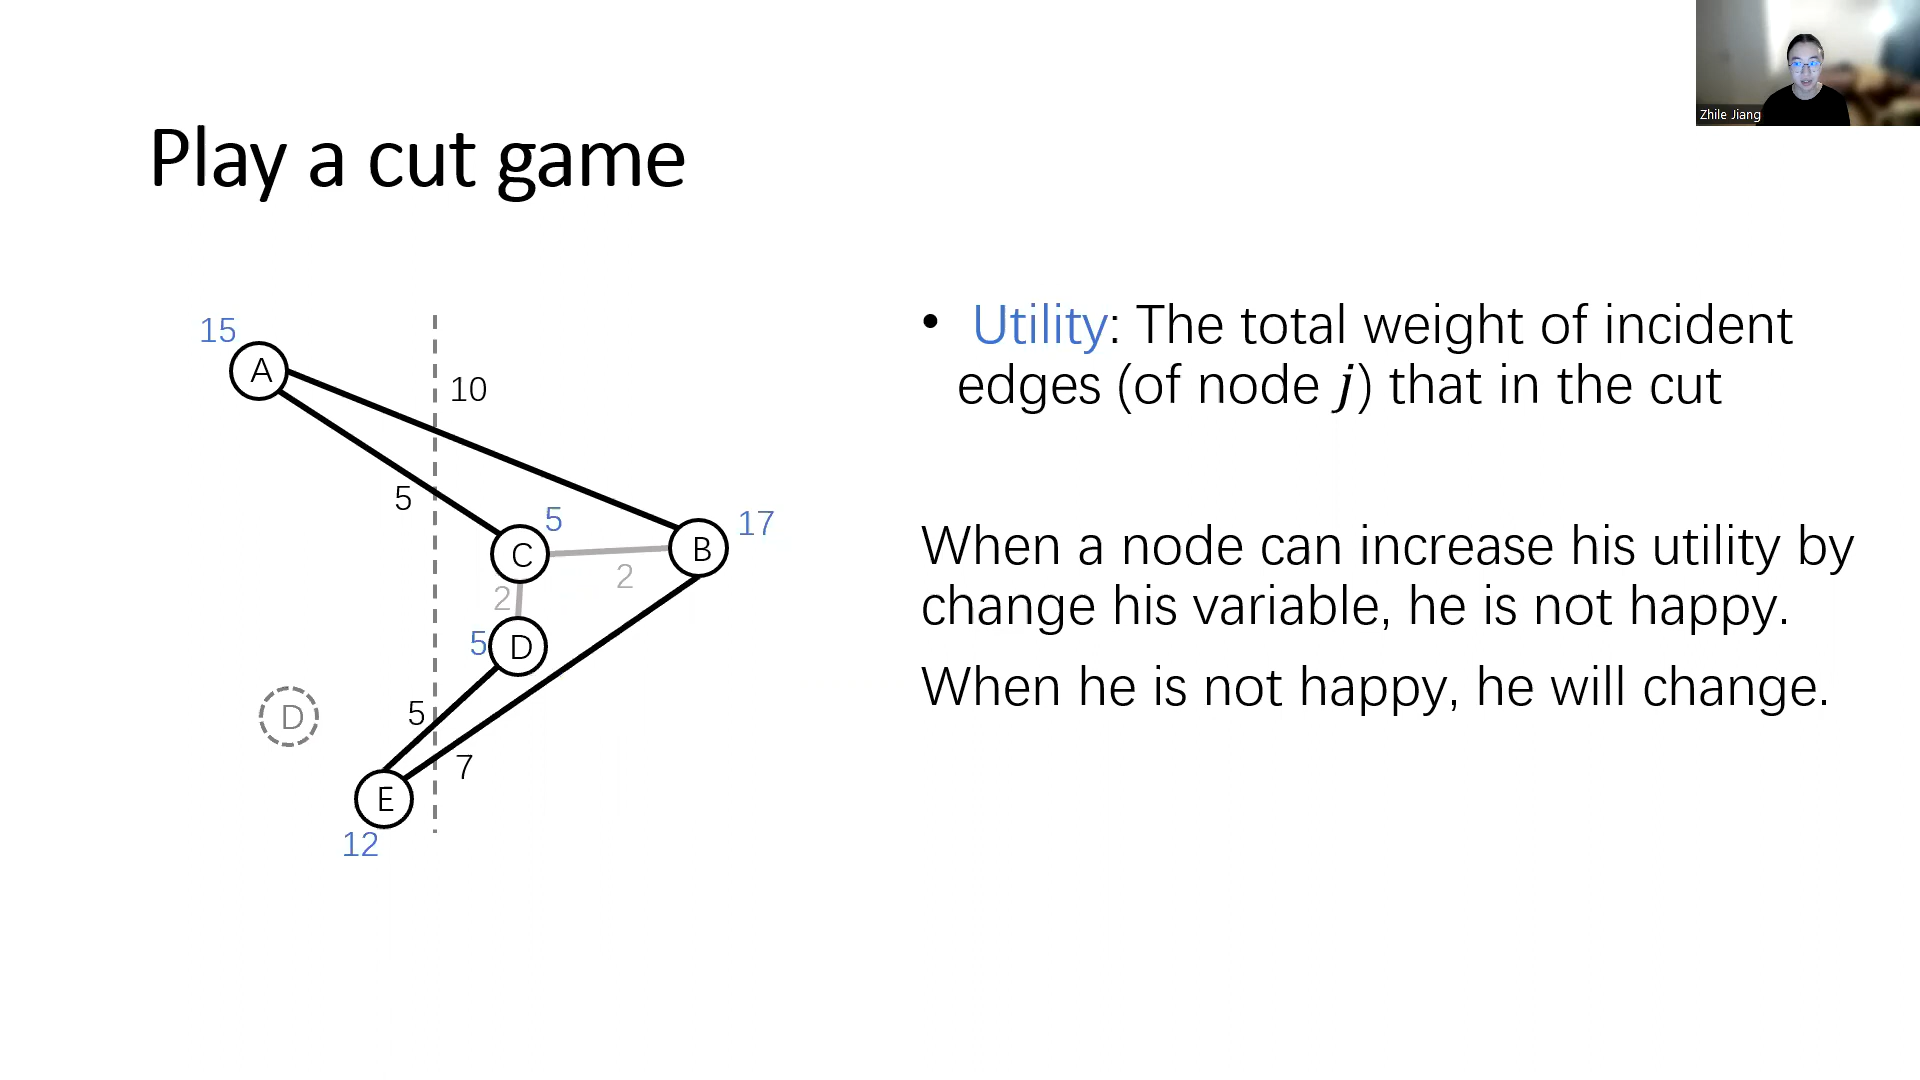 Zhile Jiang
Play a cut game
15
A
10
5
C
5
B
17
2
2
5
D
D
5
7
E
12
• Utility: The total weight of incident
edges (of node j) that in the cut
When a node can increase his utility by
change his variable, he is not happy.
When he is not happy, he will change.